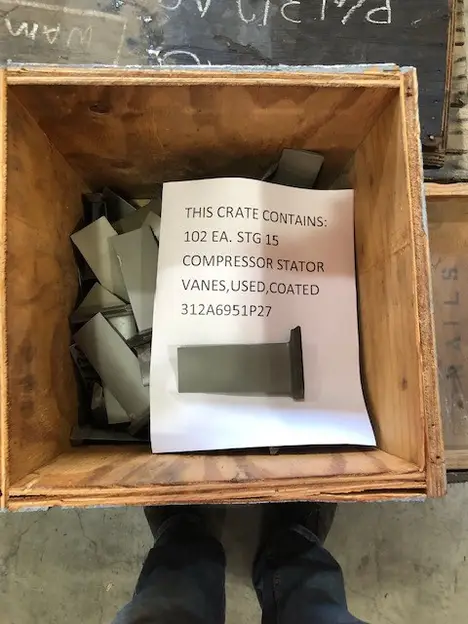 THIS CRATE CONTAINS:
102 EA. STG 15
COMPRESSOR STATOR
VANES,USED,COATED
312A6951P27